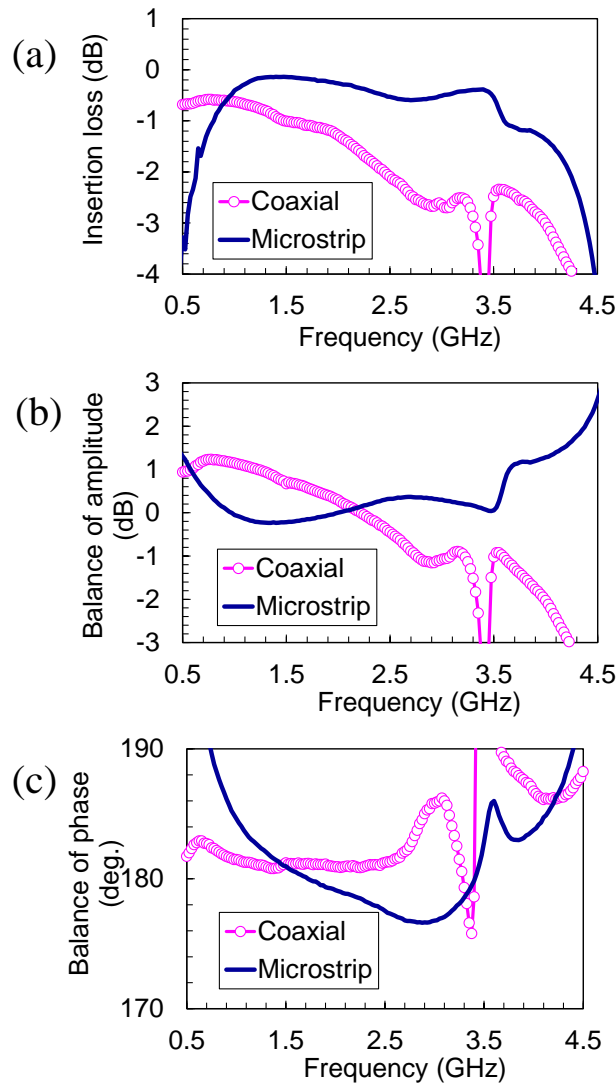 (a)
Insertion loss (dB)
1
0
-1
-2
-3
-4
Coaxial
Microstrip
0.5 1.5 2.5 3.5 4.5
Frequency (GHz)
(b)
Balance of amplitude
(dB)
3
2
1
0
-1
-2
-3
Coaxial
Microstrip
0.5 1.5 2.5 3.5 4.5
Frequency (GHz)
(c)
Balance of phase
(deg.)
190
180
170
Coaxial
Microstrip
0.5 1.5 2.5 3.5 4.5
Frequency (GHz)